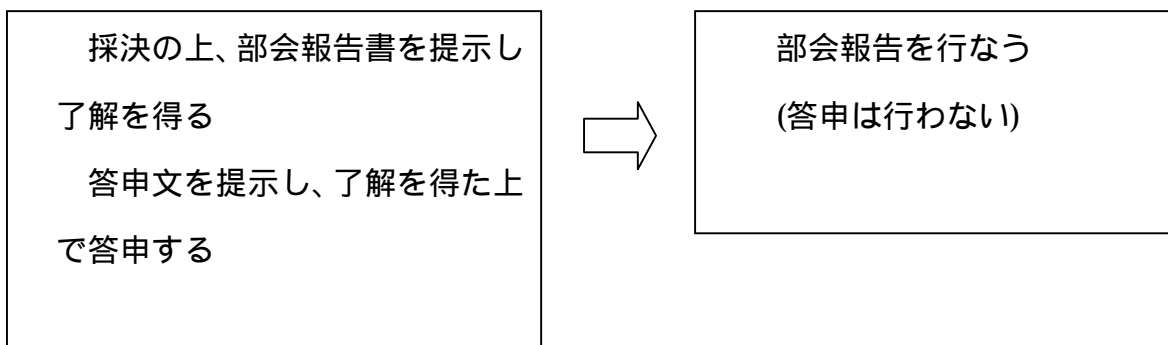 採決の上、部会報告書を提示し
了解を得る
答申文を提示し、了解を得た上
で答申する
部会報告を行なう
(答申は行わない)